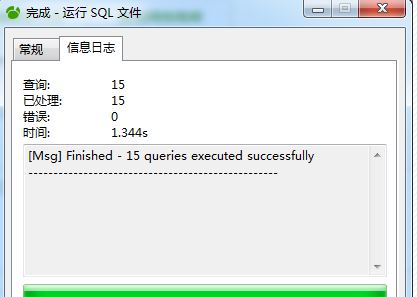 完成 - 运行 SQL 文件
常规
信息日志
查询: 15
已处理: 15
错误: 0
时间: 1.344s
[Msg] Finished - 15 queries executed successfully
--------------------------------------------------